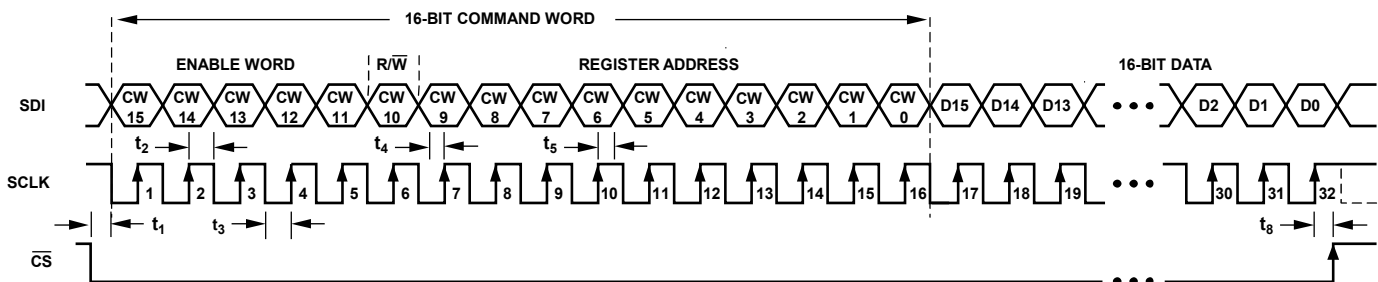 16-BIT COMMAND WORD
ENABLE WORD R/W̅ REGISTER ADDRESS 16-BIT DATA
SDI CW 15 CW 14 CW 13 CW 12 CW 11 CW 10 CW 9 CW 8 CW 7 CW 6 CW 5 CW 4 CW 3 CW 2 CW 1 CW 0 D15 D14 D13 D2 D1 D0
t2 t4 t5
SCLK 1 2 3 4 5 6 7 8 9 10 11 12 13 14 15 16 17 18 19 30 31 32
t1 t3 t8
C̅S̅